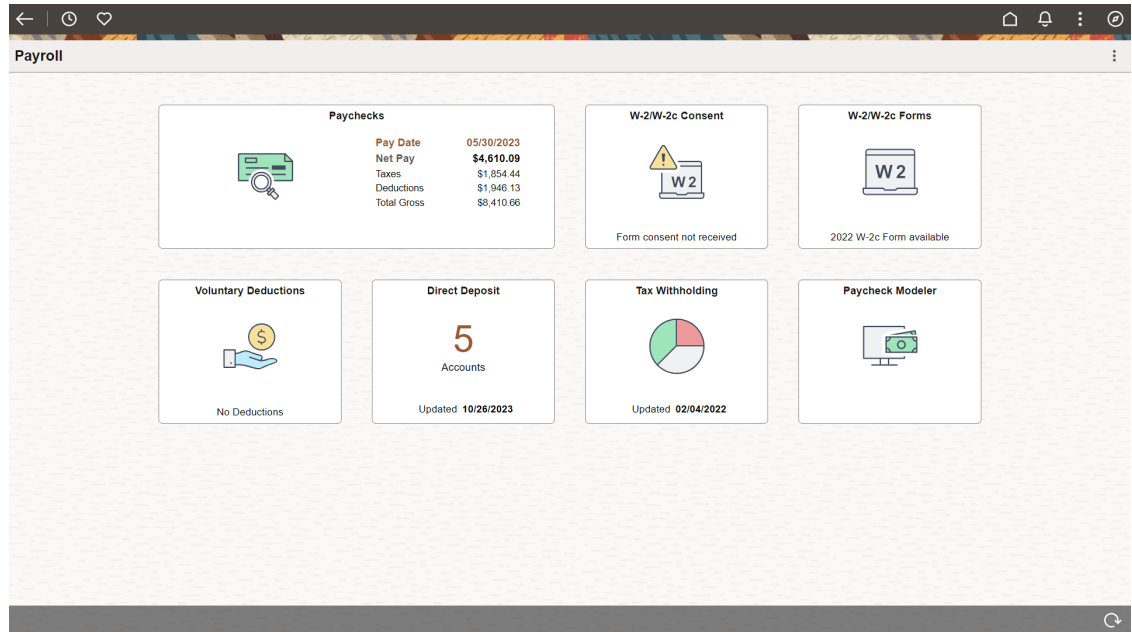 Payroll
Paychecks
Pay Date 05/30/2023
Net Pay $4,610.09
Taxes $1,854.44
Deductions $1,946.13
Total Gross $8,410.66
W-2/W-2c Consent
W 2
Form consent not received
W-2/W-2c Forms
W 2
2022 W-2c Form available
Voluntary Deductions
$
No Deductions
Direct Deposit
5
Accounts
Updated 10/26/2023
Tax Withholding
Updated 02/04/2022
Paycheck Modeler